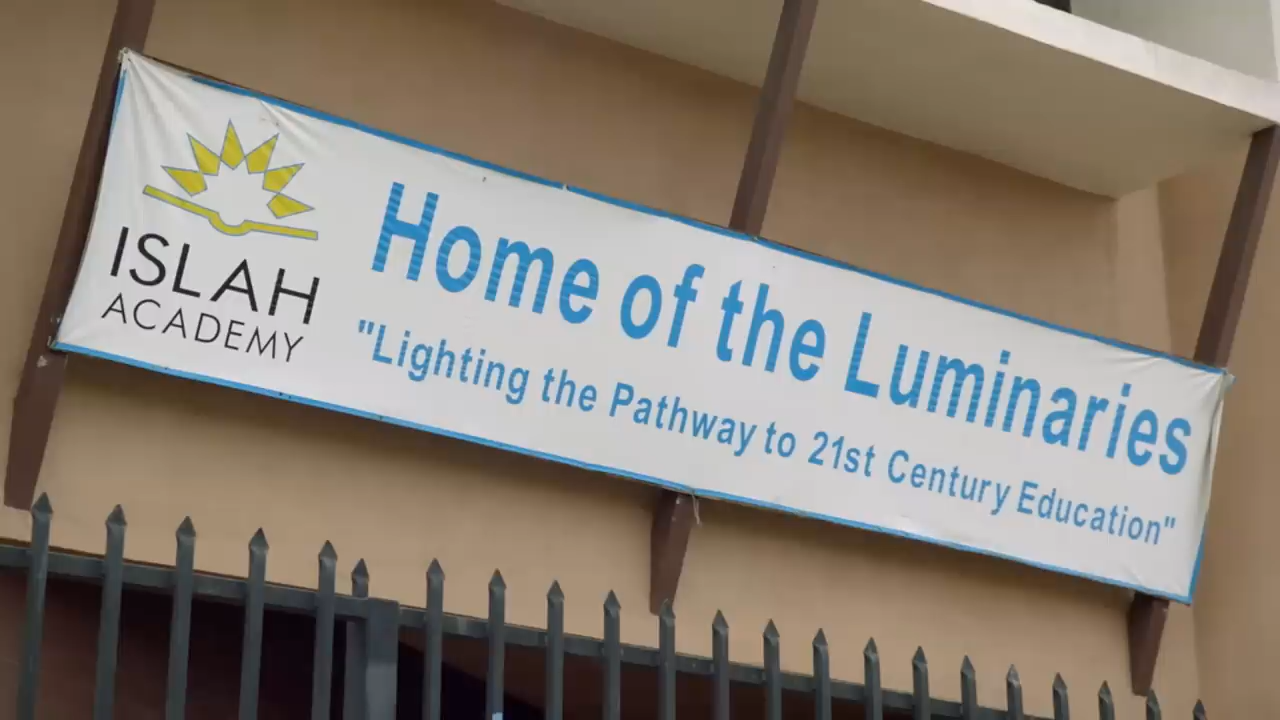 ISLAH
ACADEMY
Home of the Luminaries
"Lighting the Pathway to 21st Century Education"